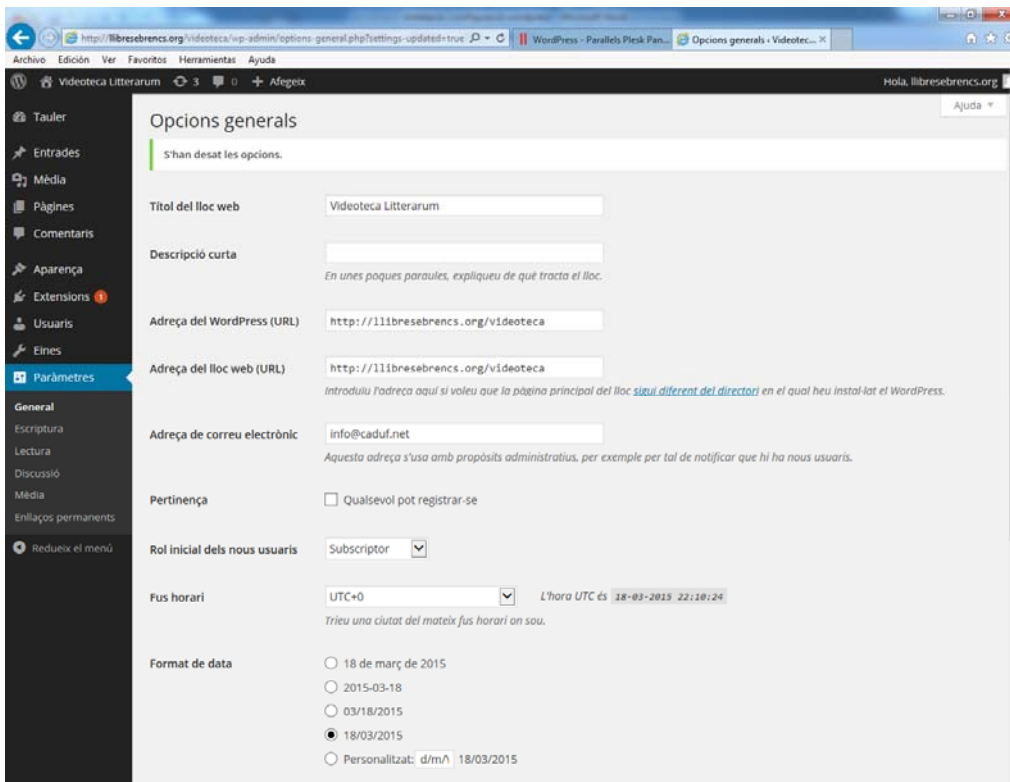 http://llibresebrencs.org/videoteca/wp-admin/options-general.php?settings-updated=true
WordPress - Parallels Plesk Pan...
Opcions generals ‹ Videotec...
Archivo Edición Ver Favoritos Herramientas Ayuda
Videoteca Litterarum 3 0 + Afegeix
Hola, llibresebrencs.org
Ajuda
Tauler
Entrades
Mèdia
Pàgines
Comentaris
Aparença
Extensions 1
Usuaris
Eines
Paràmetres
General
Escriptura
Lectura
Discussió
Mèdia
Enllaços permanents
Redueix el menú
Opcions generals
S'han desat les opcions.
Títol del lloc web Videoteca Litterarum
Descripció curta
En unes poques paraules, expliqueu de què tracta el lloc.
Adreça del WordPress (URL) http://llibresebrencs.org/videoteca
Adreça del lloc web (URL) http://llibresebrencs.org/videoteca
Introduïu l'adreça aquí si voleu que la pàgina principal del lloc sigui diferent del directori en el qual heu instal·lat el WordPress.
Adreça de correu electrònic info@caduf.net
Aquesta adreça s'usa amb propòsits administratius, per exemple per tal de notificar que hi ha nous usuaris.
Pertinença Qualsevol pot registrar-se
Rol inicial dels nous usuaris Subscriptor
Fus horari UTC+0 L'hora UTC és 18-03-2015 22:10:24
Trieu una ciutat del mateix fus horari on sou.
Format de data 18 de març de 2015
2015-03-18
03/18/2015
18/03/2015
Personalitzat: d/m/ 18/03/2015